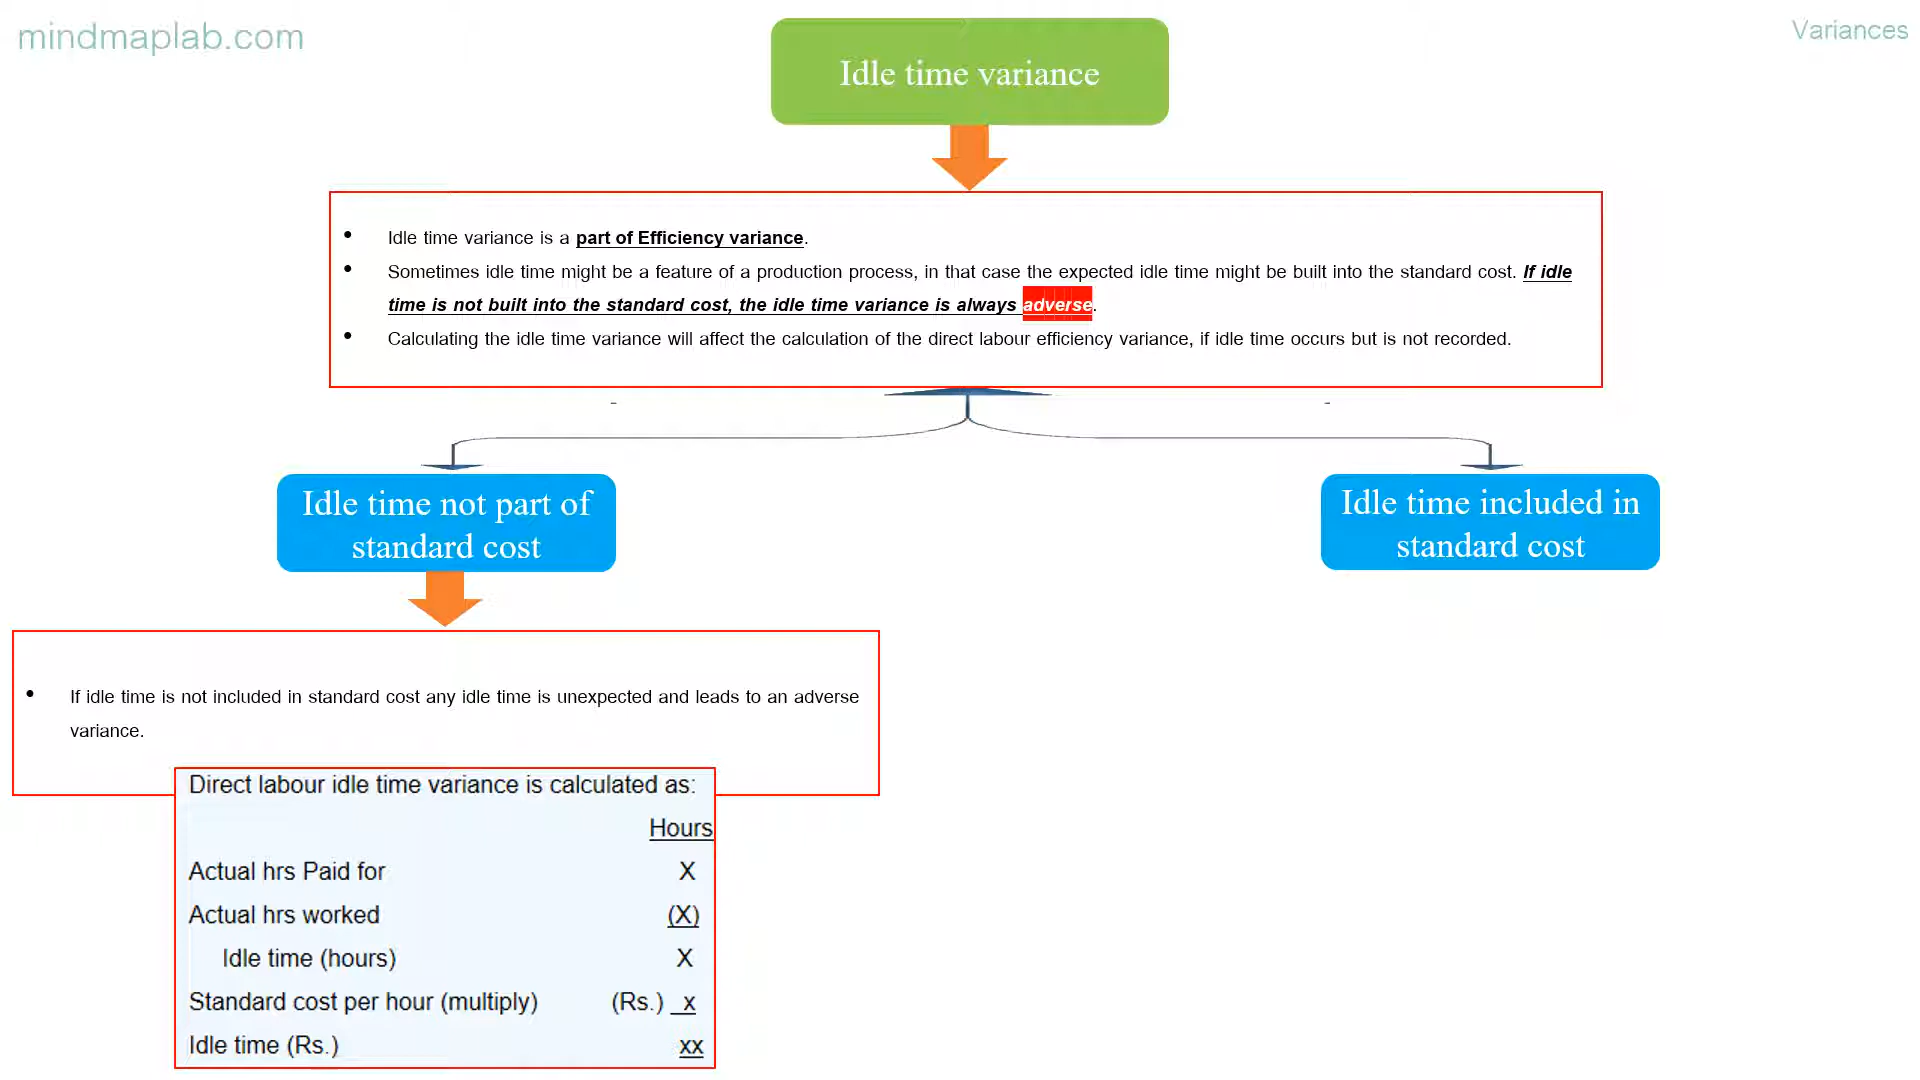 mindmaplab.com
Variances
Idle time variance
• Idle time variance is a part of Efficiency variance.
• Sometimes idle time might be a feature of a production process, in that case the expected idle time might be built into the standard cost. If idle
time is not built into the standard cost, the idle time variance is always adverse.
• Calculating the idle time variance will affect the calculation of the direct labour efficiency variance, if idle time occurs but is not recorded.
Idle time not part of
standard cost
Idle time included in
standard cost
• If idle time is not included in standard cost any idle time is unexpected and leads to an adverse
variance.
Direct labour idle time variance is calculated as:
Hours
Actual hrs Paid for X
Actual hrs worked (X)
Idle time (hours) X
Standard cost per hour (multiply) (Rs.) x
Idle time (Rs.) xx